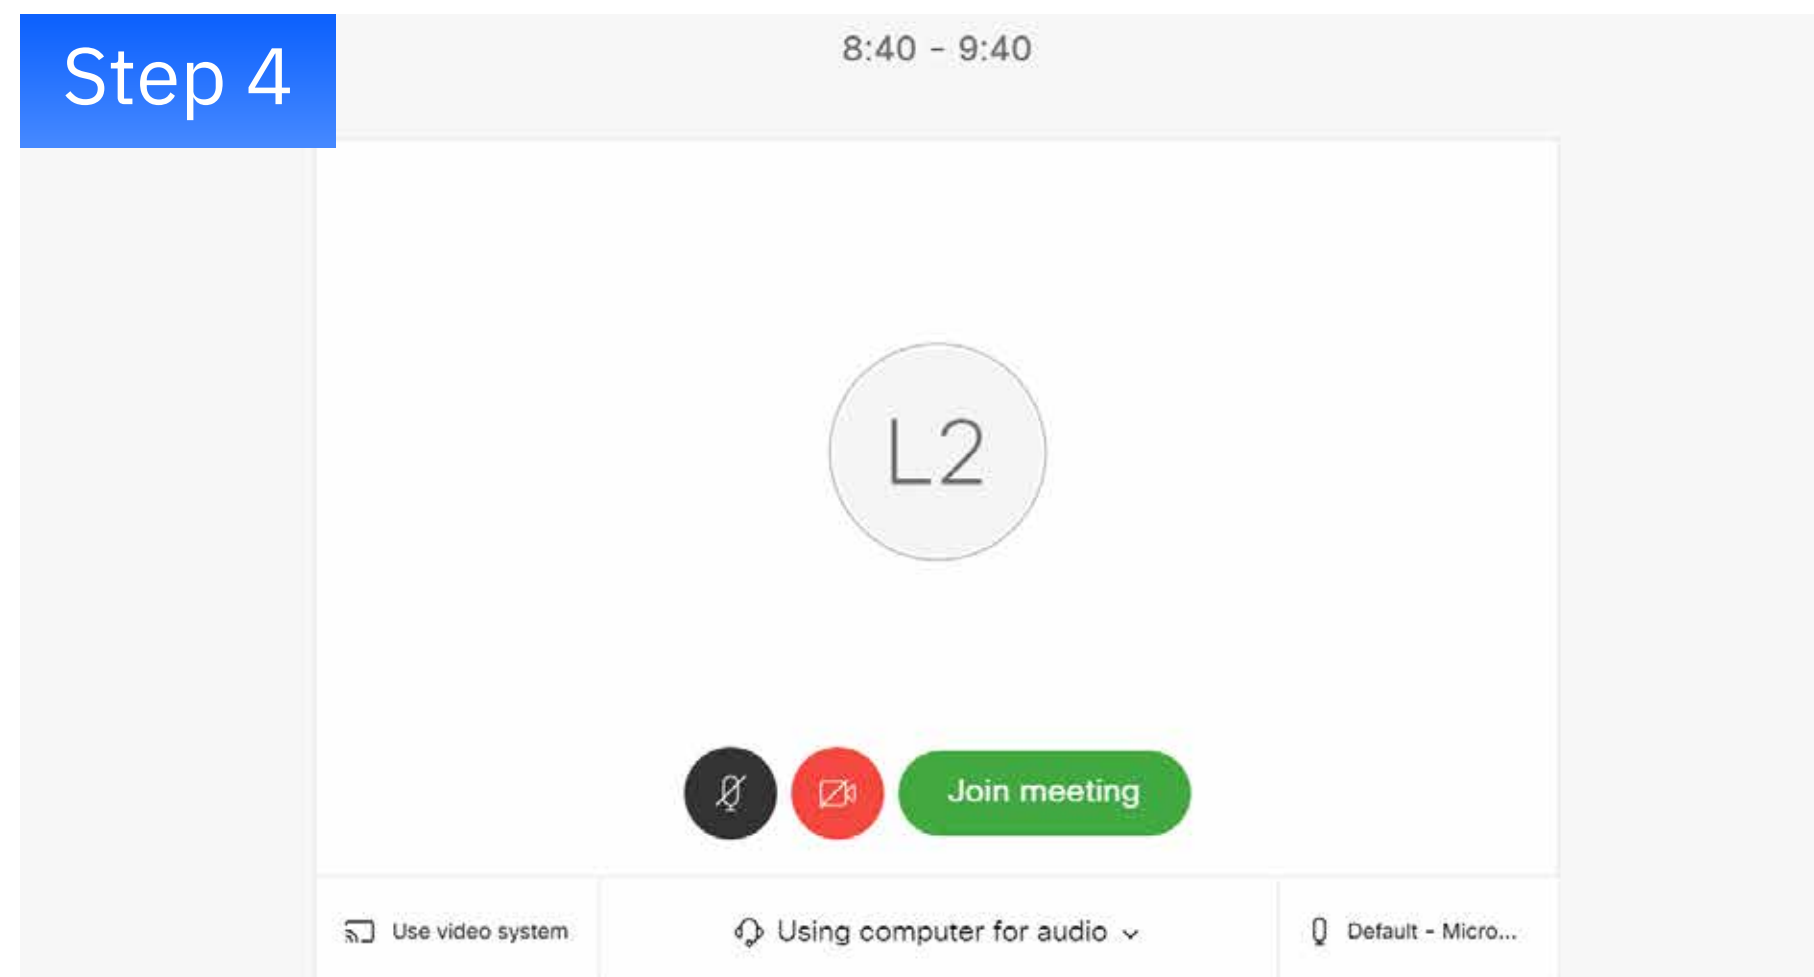 Step 4
8:40 - 9:40
L2
Join meeting
Use video system
Using computer for audio
Default - Micro...